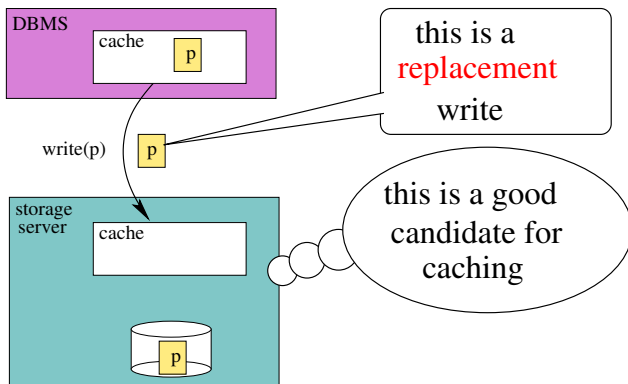 DBMS
cache
p
this is a
replacement
write
write(p)
p
storage
server
cache
this is a good
candidate for
caching
p